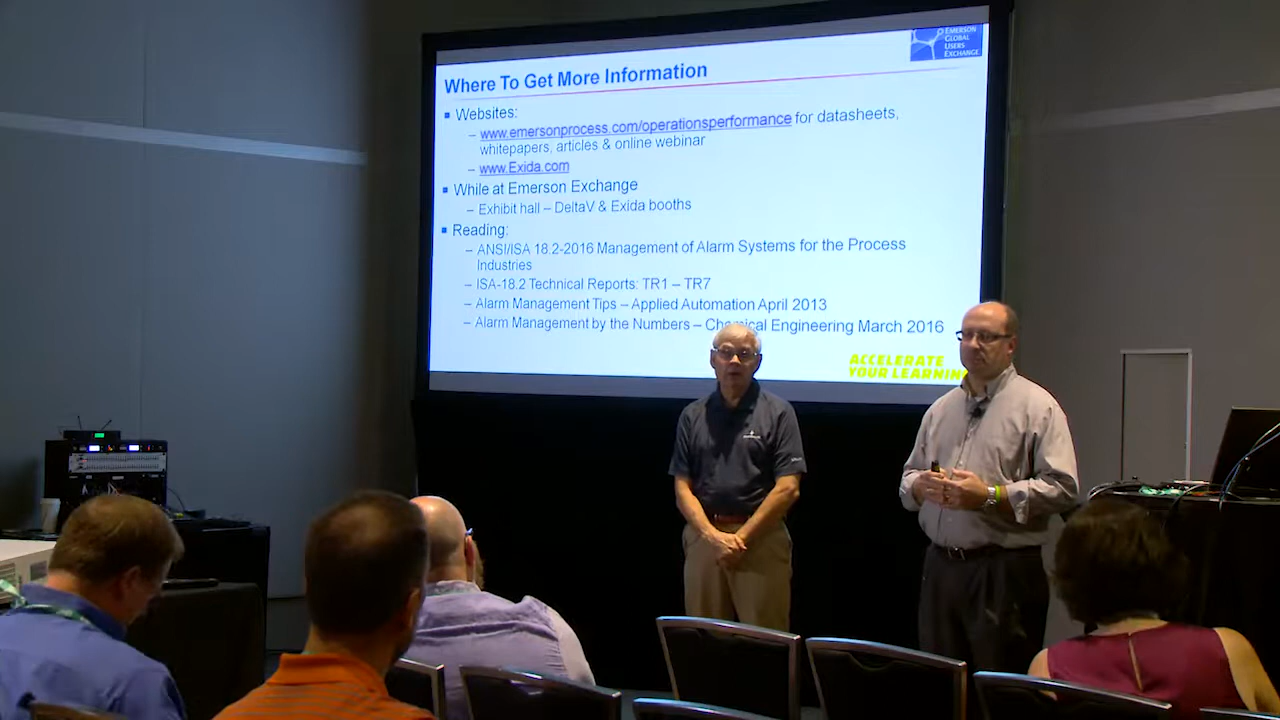 EMERSON
GLOBAL
USERS
EXCHANGE
Where To Get More Information
Websites:
– www.emersonprocess.com/operationsperformance for datasheets,
whitepapers, articles & online webinar
– www.Exida.com
While at Emerson Exchange
– Exhibit hall – DeltaV & Exida booths
Reading:
– ANSI/ISA 18.2-2016 Management of Alarm Systems for the Process
Industries
– ISA-18.2 Technical Reports: TR1 – TR7
– Alarm Management Tips – Applied Automation April 2013
– Alarm Management by the Numbers – Chemical Engineering March 2016
ACCELERATE
YOUR LEARNING